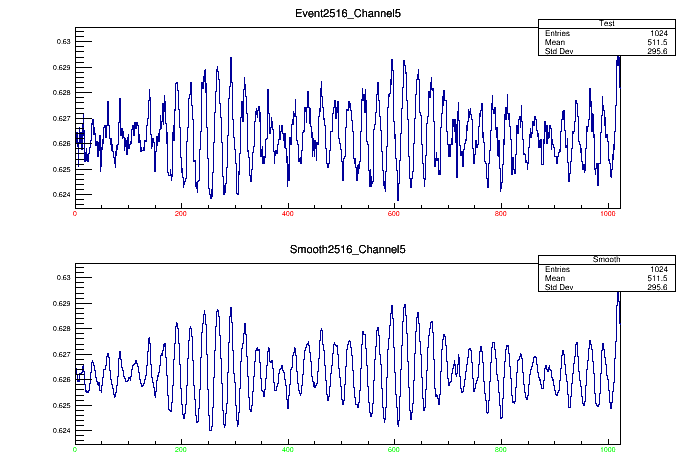 Event2516_Channel5
Test
Entries 1024
Mean 511.5
Std Dev 295.6
0.63
0.629
0.628
0.627
0.626
0.625
0.624
0 200 400 600 800 1000
Smooth2516_Channel5
Smooth
Entries 1024
Mean 511.5
Std Dev 295.6
0.63
0.629
0.628
0.627
0.626
0.625
0.624
0 200 400 600 800 1000